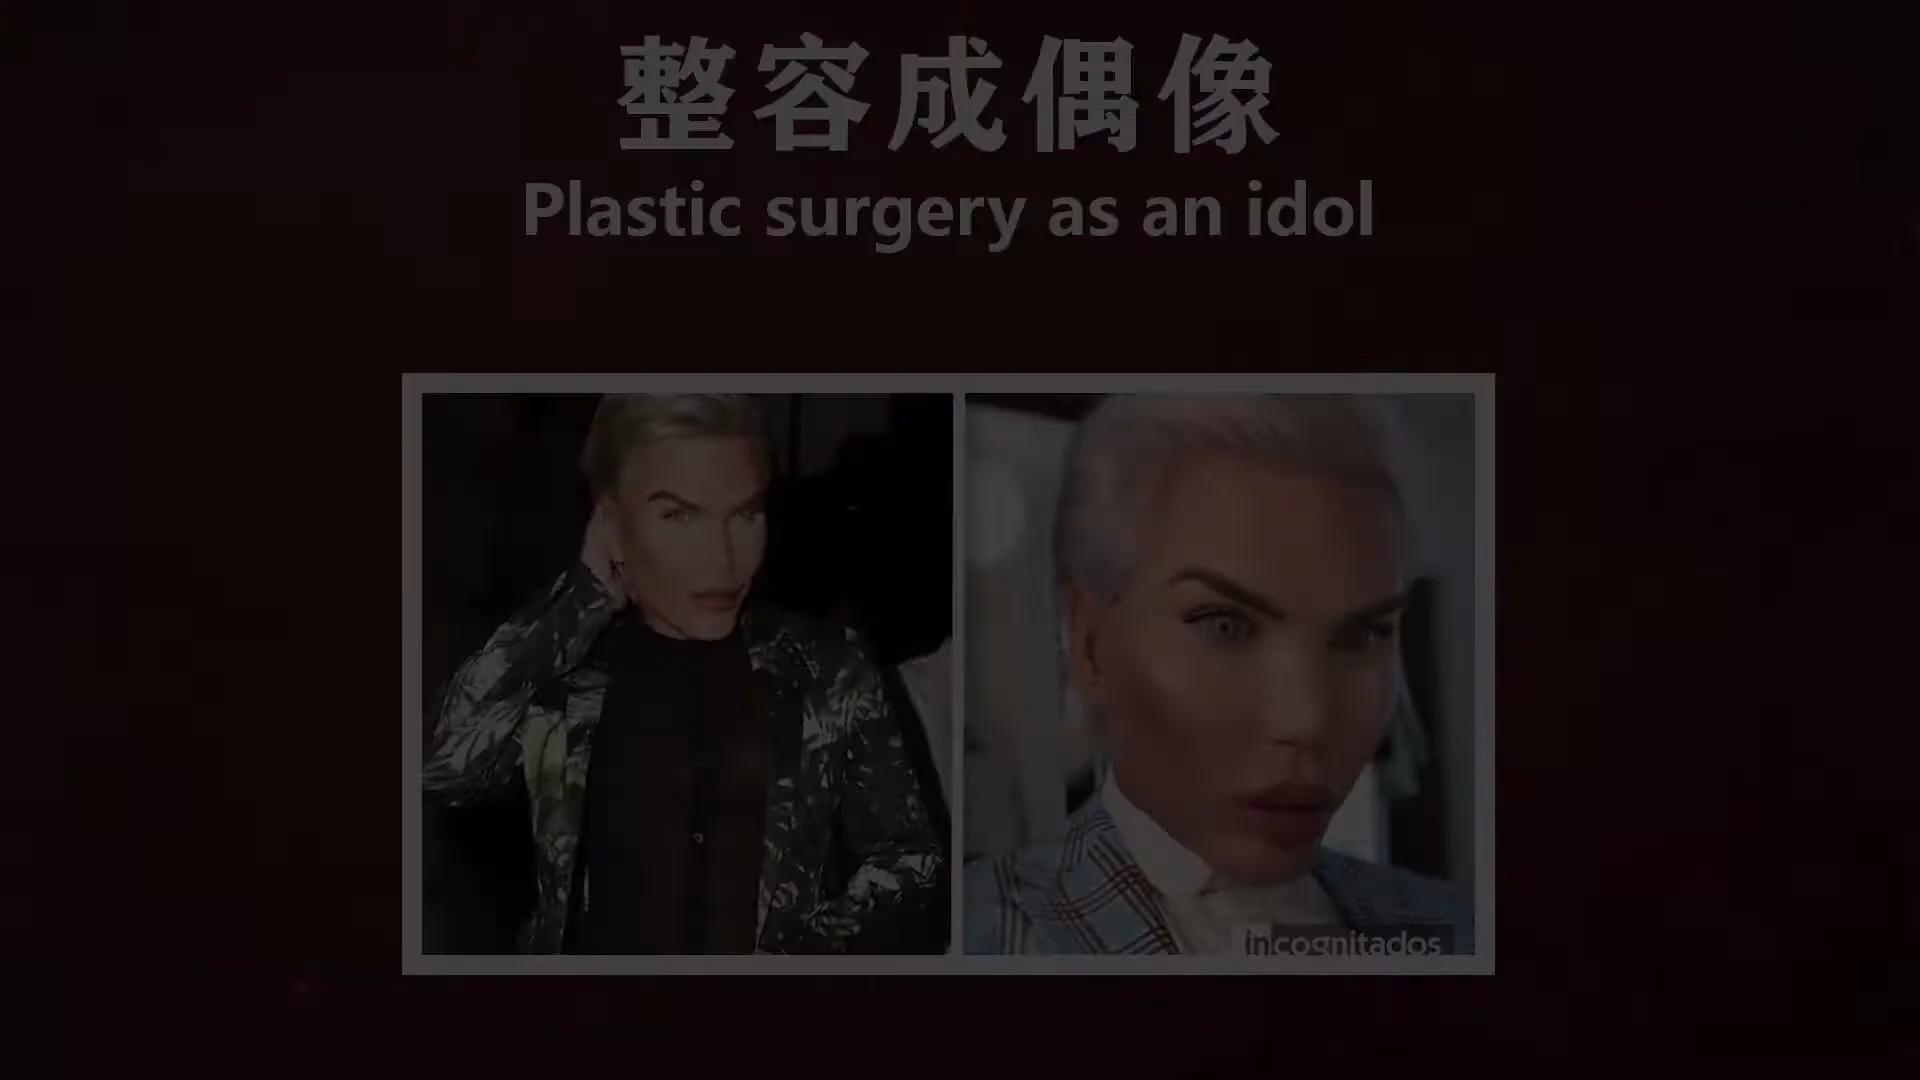 整容成偶像
Plastic surgery as an idol
incognitados